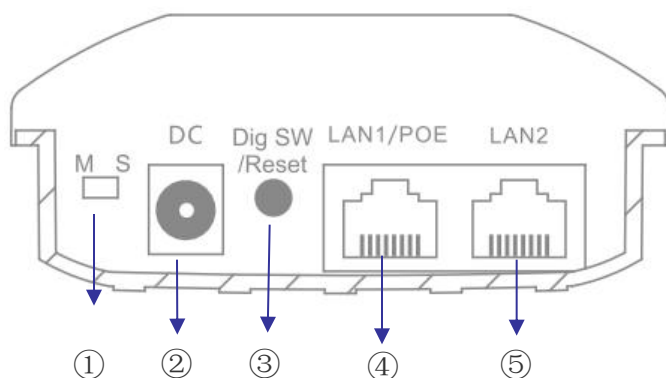 DC
Dig SW
/Reset
LAN1/POE
LAN2
M S
① ② ③ ④ ⑤